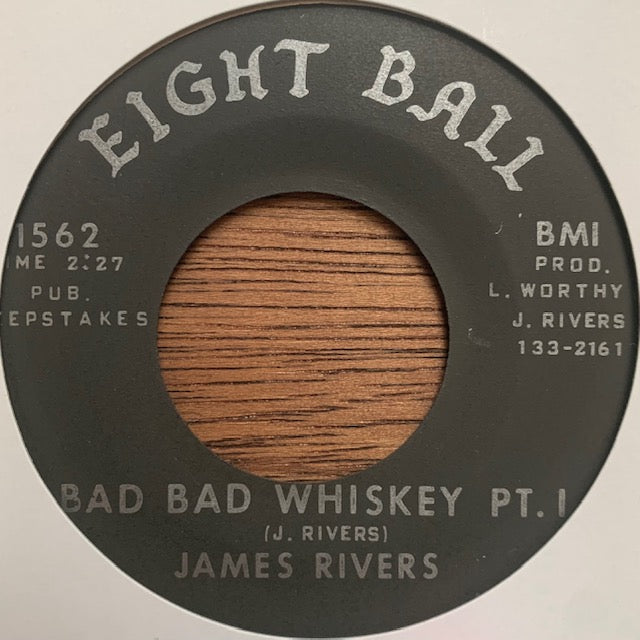 EIGHT BALL
1562
ME 2:27
PUB.
EPSTAKES
BMI
PROD.
L. WORTHY
J. RIVERS
133-2161
BAD BAD WHISKEY PT. I
(J. RIVERS)
JAMES RIVERS